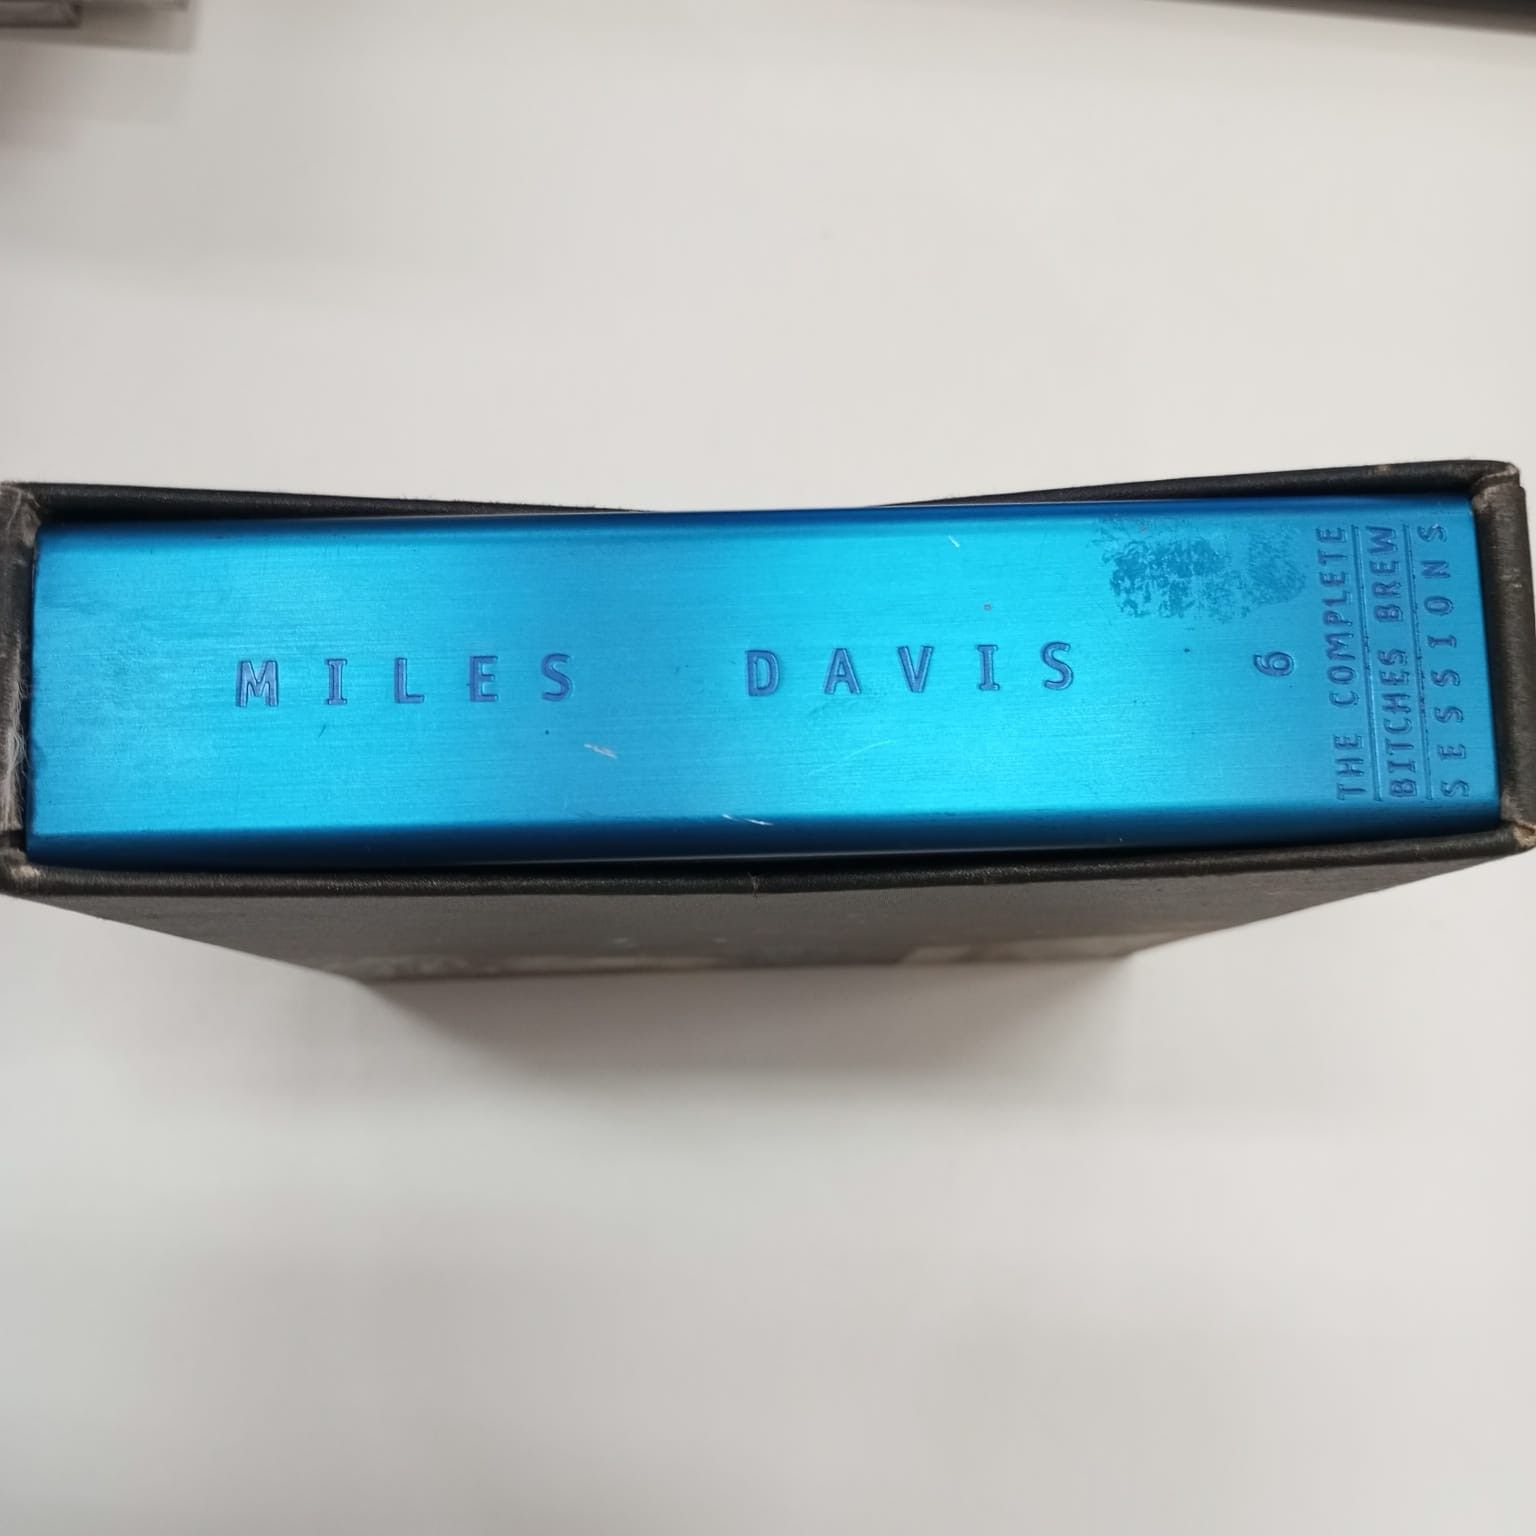 MILES DAVIS
6
THE COMPLETE
BITCHES BREW
SESSIONS